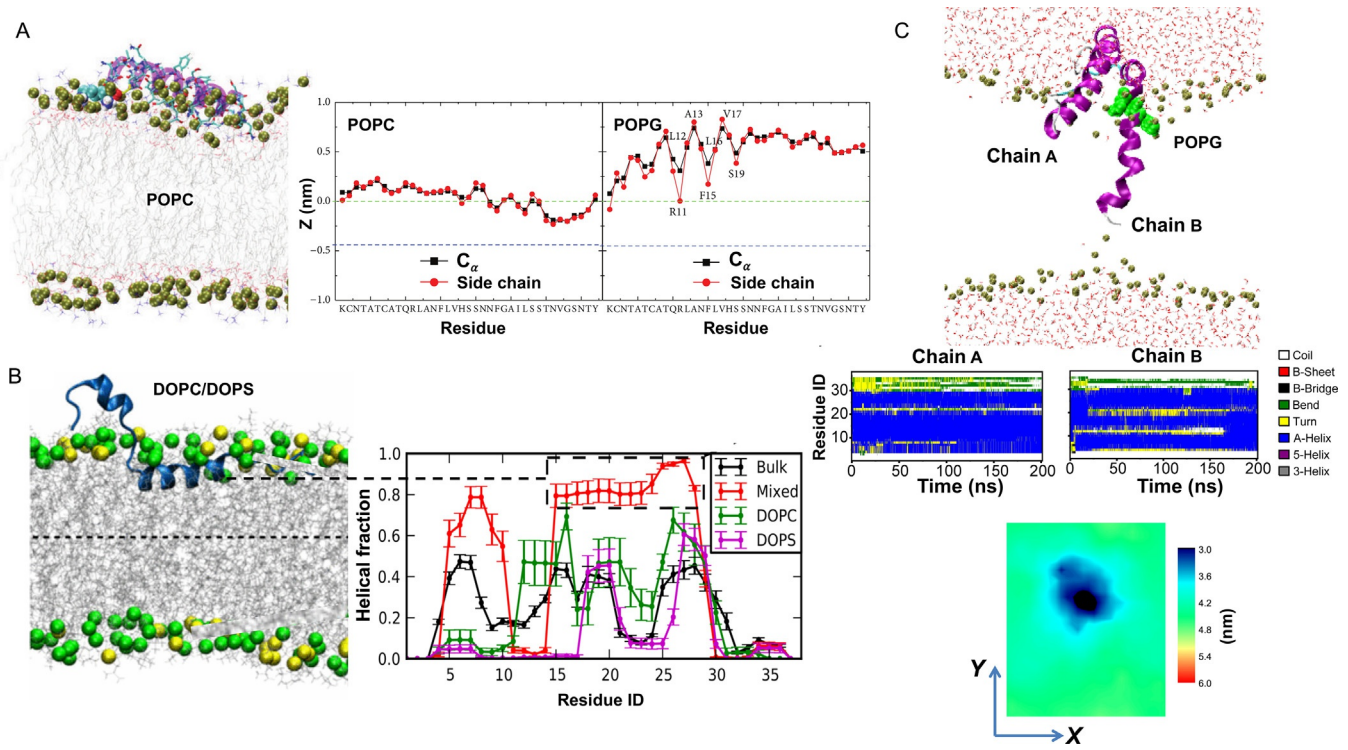 A
POPC
1.0
0.5
0.0
−0.5
−1.0
Z (nm)
POPC
POPG
L12
A13
V17
L16
S19
F15
R11
Cα
Side chain
Cα
Side chain
KCNTATCATQRLANFLVHSSNNFGAILSSTNVGSNTY
KCNTATCATQRLANFLVHSSNNFGAILSSTNVGSNTY
Residue
Residue
B
DOPC/DOPS
1.0
0.8
0.6
0.4
0.2
0.0
Helical fraction
Bulk
Mixed
DOPC
DOPS
5 10 15 20 25 30 35
Residue ID
C
Chain A
POPG
Chain B
Chain A
Chain B
Residue ID
30
20
10
0 50 100 150 200
0 50 100 150 200
Time (ns)
Time (ns)
Coil
B-Sheet
B-Bridge
Bend
Turn
A-Helix
5-Helix
3-Helix
3.0
3.6
4.2
4.8
5.4
6.0
(nm)
Y
X